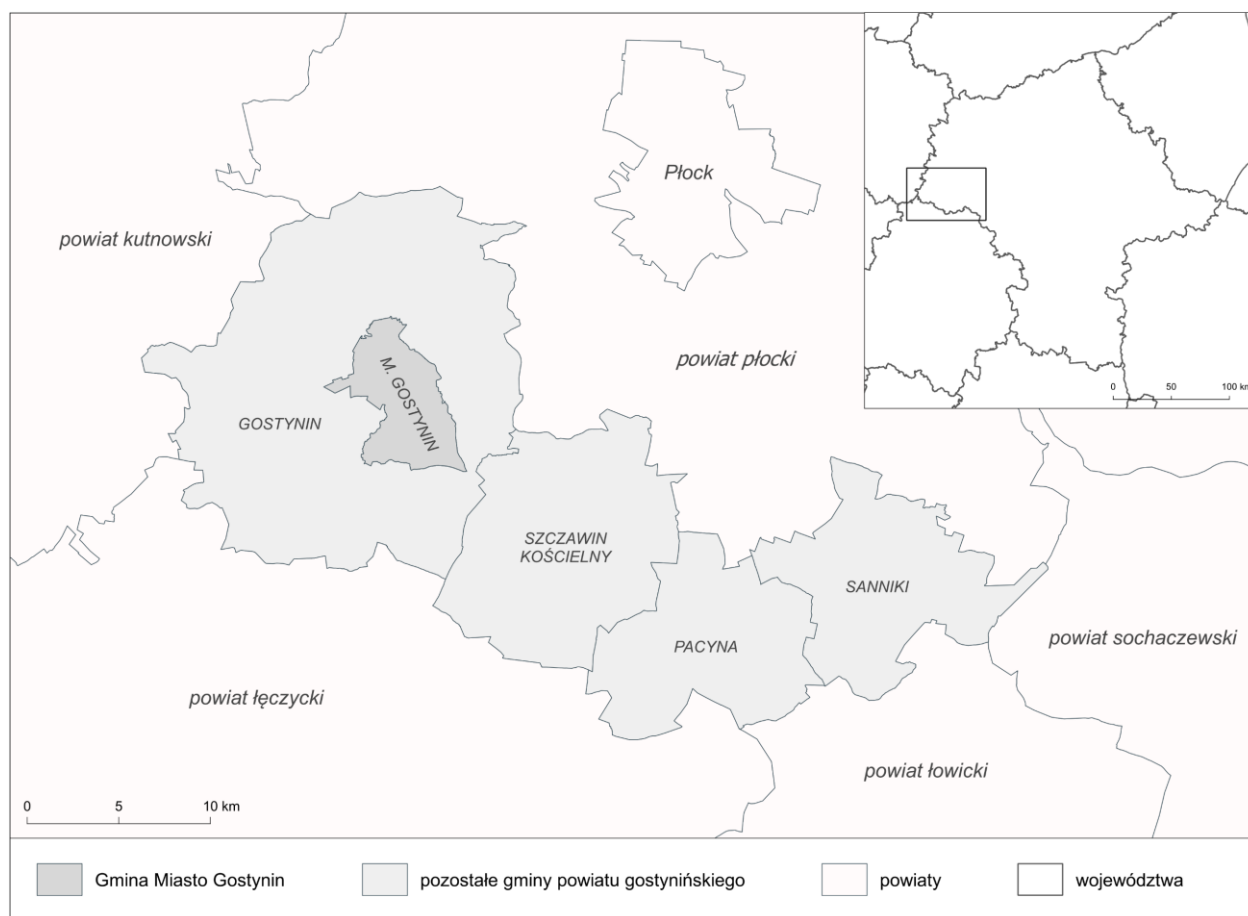 Płock
powiat kutnowski
powiat płocki
0 50 100 km
M. GOSTYNIN
GOSTYNIN
SZCZAWIN
KOŚCIELNY
SANNIKI
PACYNA
powiat sochaczewski
powiat łęczycki
powiat łowicki
0 5 10 km
Gmina Miasto Gostynin
pozostałe gminy powiatu gostynińskiego
powiaty
województwa